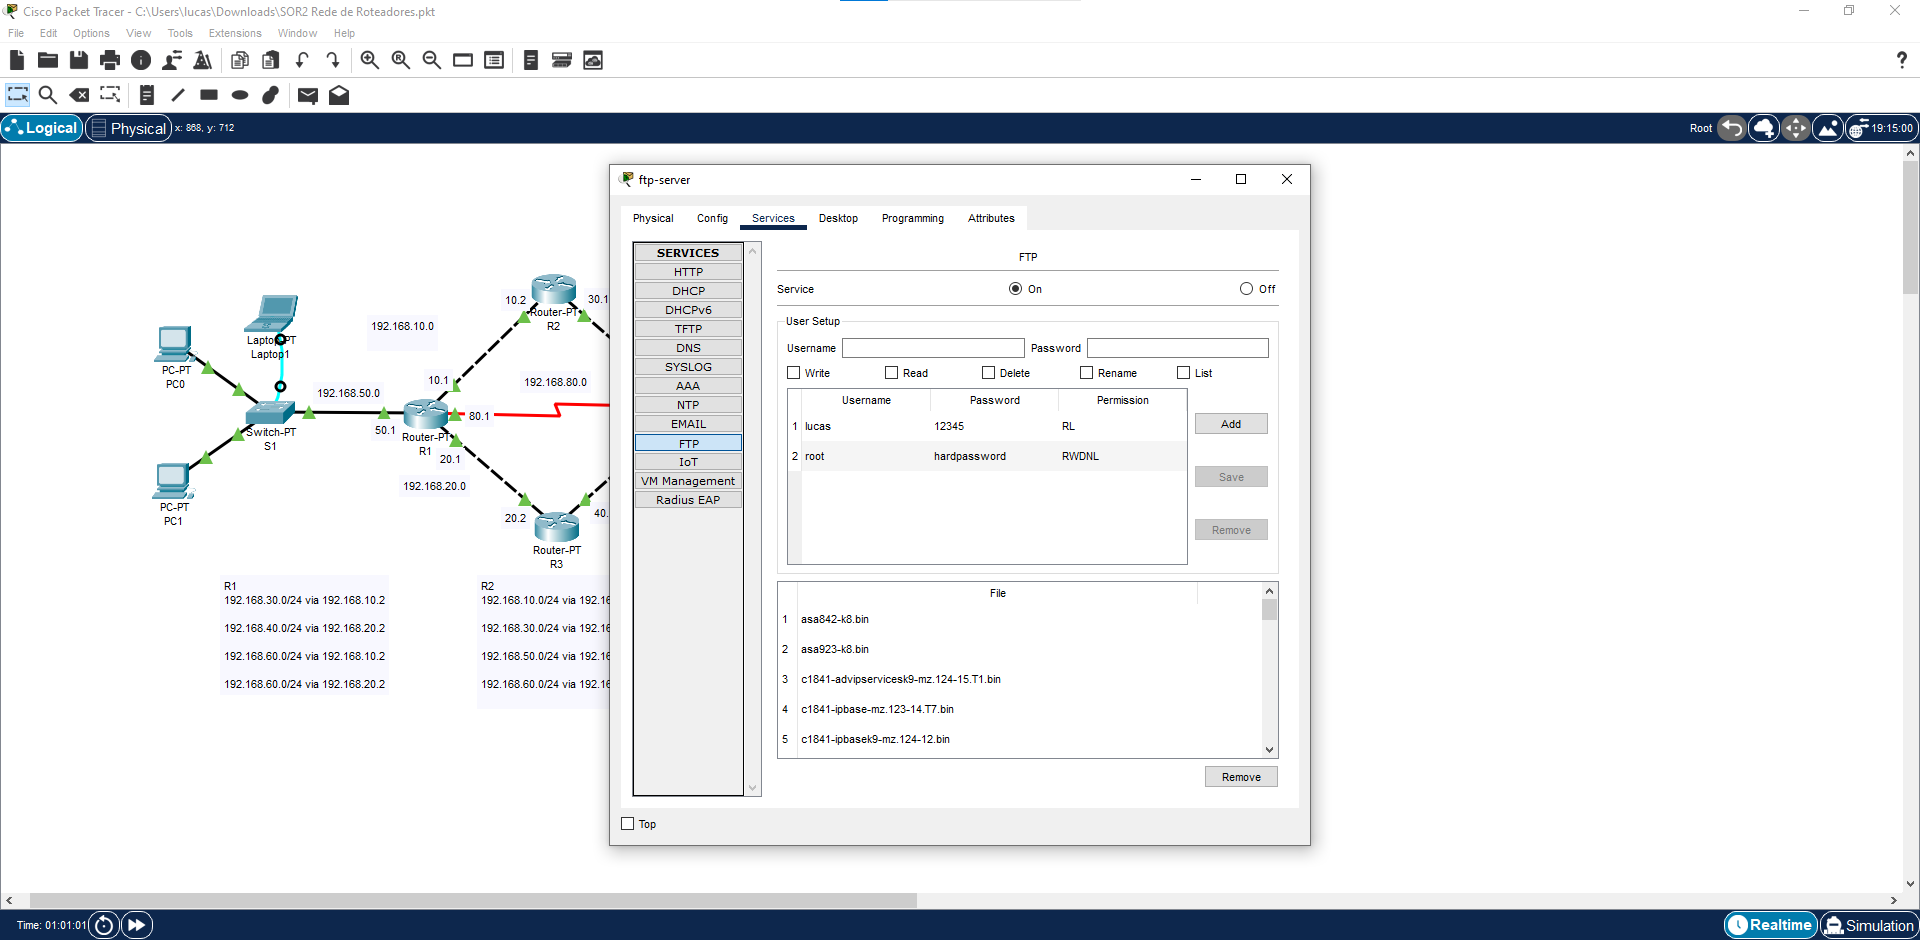 Cisco Packet Tracer - C:\Users\lucas\Downloads\SOR2 Rede de Roteadores.pkt
File Edit Options View Tools Extensions Window Help
Logical Physical x: 868, y: 712
Root 19:15:00
10.2
30.1
Router-PT
R2
192.168.10.0
Laptop-PT
Laptop1
PC-PT
PC0
10.1
192.168.80.0
192.168.50.0
80.1
50.1
Switch-PT
S1
Router-PT
R1
20.1
192.168.20.0
PC-PT
PC1
20.2
40.
Router-PT
R3
R1
192.168.30.0/24 via 192.168.10.2
192.168.40.0/24 via 192.168.20.2
192.168.60.0/24 via 192.168.10.2
192.168.60.0/24 via 192.168.20.2
R2
192.168.10.0/24 via 192.16
192.168.30.0/24 via 192.16
192.168.50.0/24 via 192.16
192.168.60.0/24 via 192.16
ftp-server
Physical Config Services Desktop Programming Attributes
SERVICES
HTTP
DHCP
DHCPv6
TFTP
DNS
SYSLOG
AAA
NTP
EMAIL
FTP
IoT
VM Management
Radius EAP
FTP
Service On Off
User Setup
Username Password
Write Read Delete Rename List
Username Password Permission
1 lucas 12345 RL
2 root hardpassword RWDNL
Add
Save
Remove
File
1 asa842-k8.bin
2 asa923-k8.bin
3 c1841-advipservicesk9-mz.124-15.T1.bin
4 c1841-ipbase-mz.123-14.T7.bin
5 c1841-ipbasek9-mz.124-12.bin
Remove
Top
Time: 01:01:01
Realtime Simulation